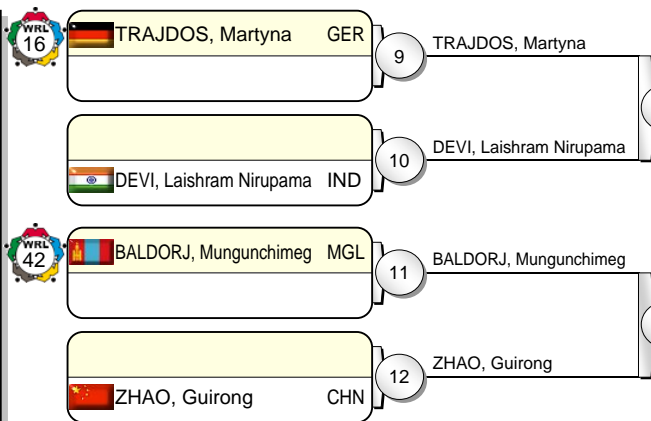 WRL
16
TRAJDOS, Martyna GER
9
TRAJDOS, Martyna
DEVI, Laishram Nirupama IND
10
DEVI, Laishram Nirupama
WRL
42
BALDORJ, Mungunchimeg MGL
11
BALDORJ, Mungunchimeg
ZHAO, Guirong CHN
12
ZHAO, Guirong